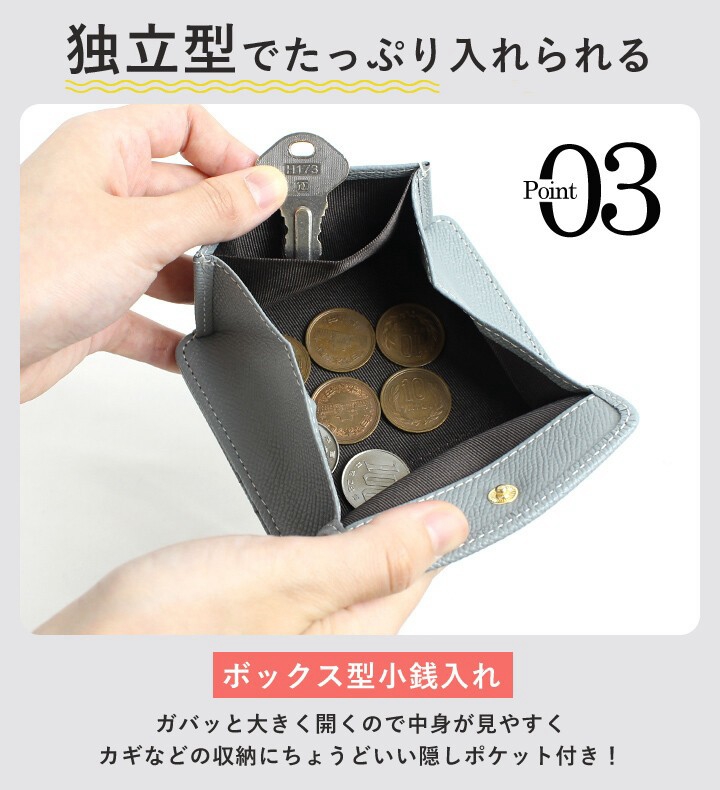 独立型でたっぷり入れられる
Point 03
H173
100
ボックス型小銭入れ
ガバッと大きく開くので中身が見やすく
カギなどの収納にちょうどいい隠しポケット付き！